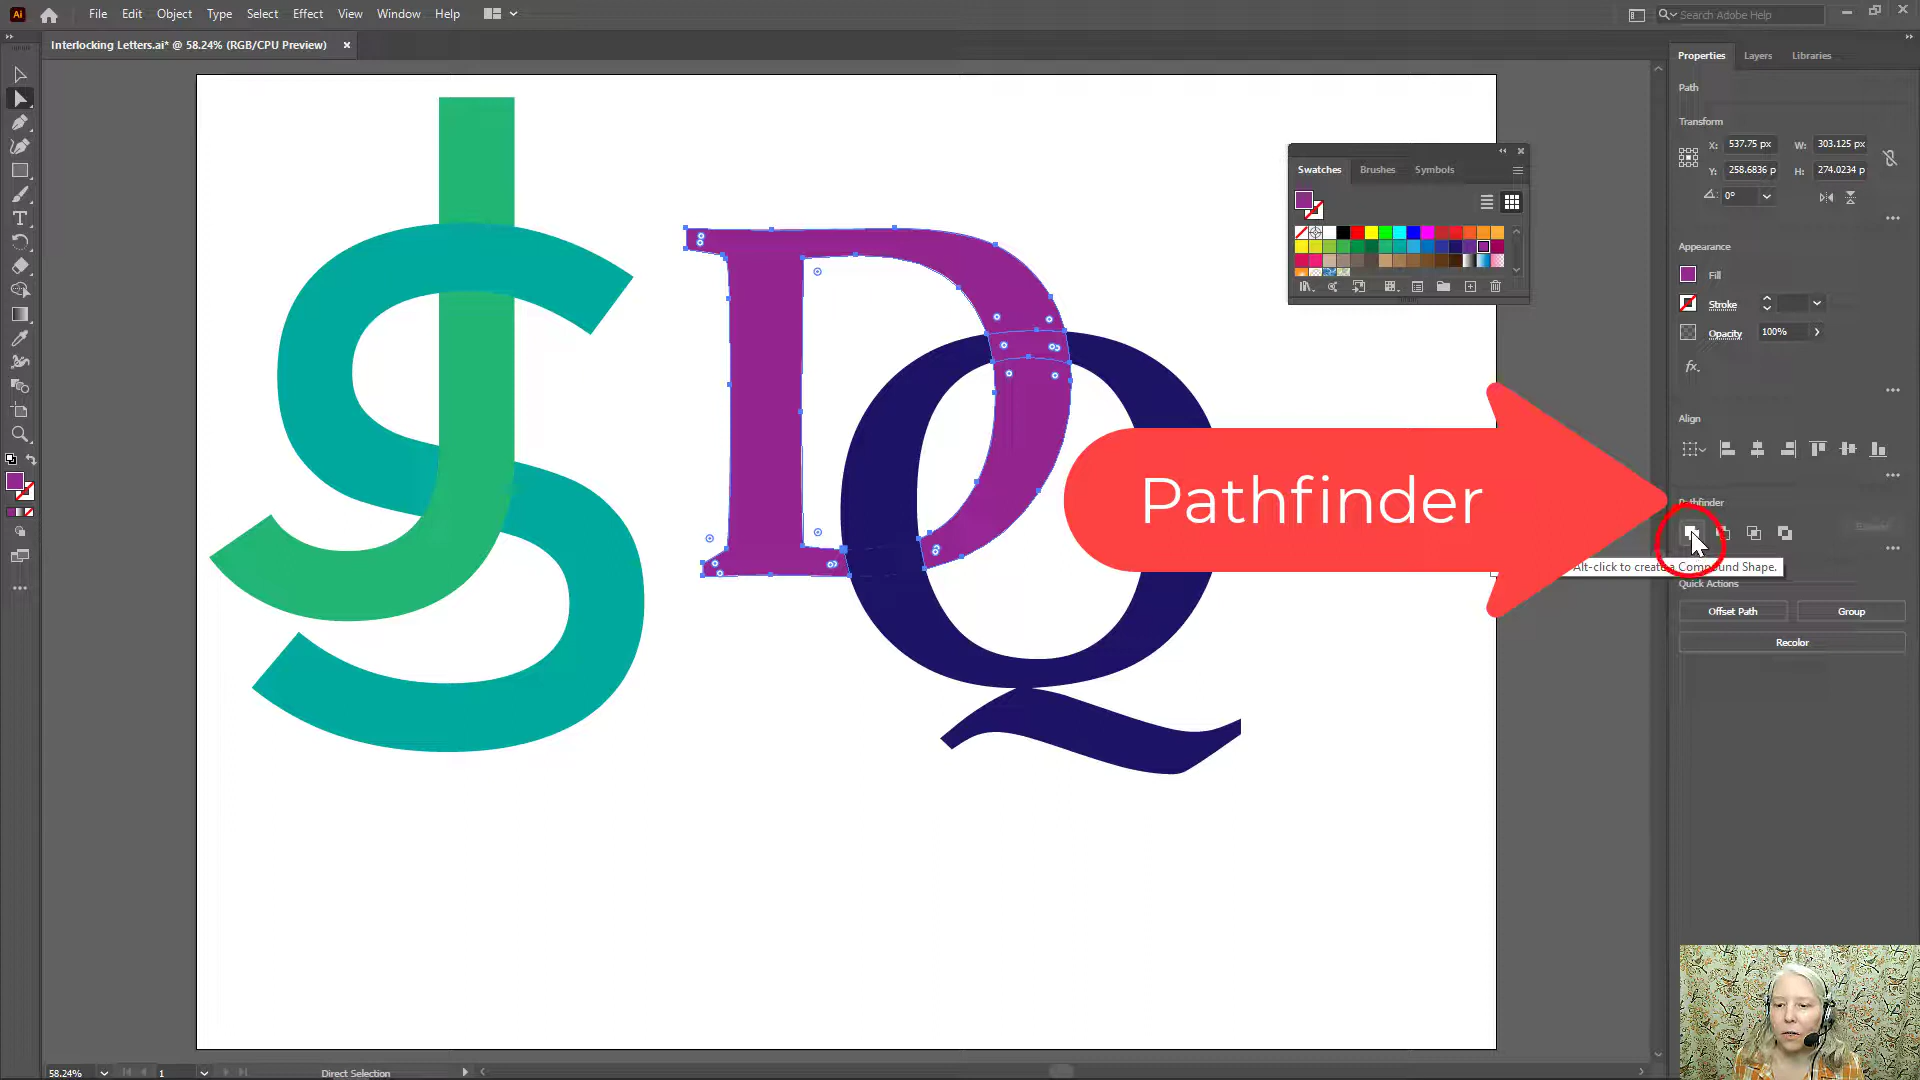 Ai
File Edit Object Type Select Effect View Window Help
Search Adobe Help
Interlocking Letters.ai* @ 58.24% (RGB/CPU Preview)
Properties Layers Libraries
Path
Transform
X: 537.75 px W: 303.125 px
Y: 258.6836 p H: 274.0234 p
0°
Swatches Brushes Symbols
Appearance
Fill
Stroke
Opacity 100%
fx.
Align
Pathfinder
Pathfinder
Alt-click to create a Compound Shape.
Quick Actions
Offset Path Group
Recolor
J
S
D
Q
58.24% 1 Direct Selection